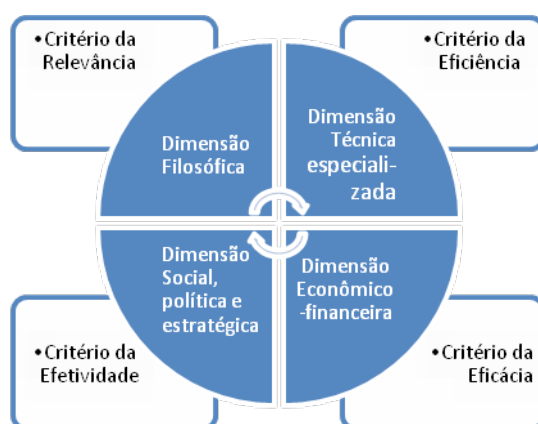 •Critério da
Relevância
•Critério da
Eficiência
Dimensão
Filosófica
Dimensão
Técnica
especiali-
zada
Dimensão
Social,
política e
estratégica
Dimensão
Econômico
-financeira
•Critério da
Efetividade
•Critério da
Eficácia